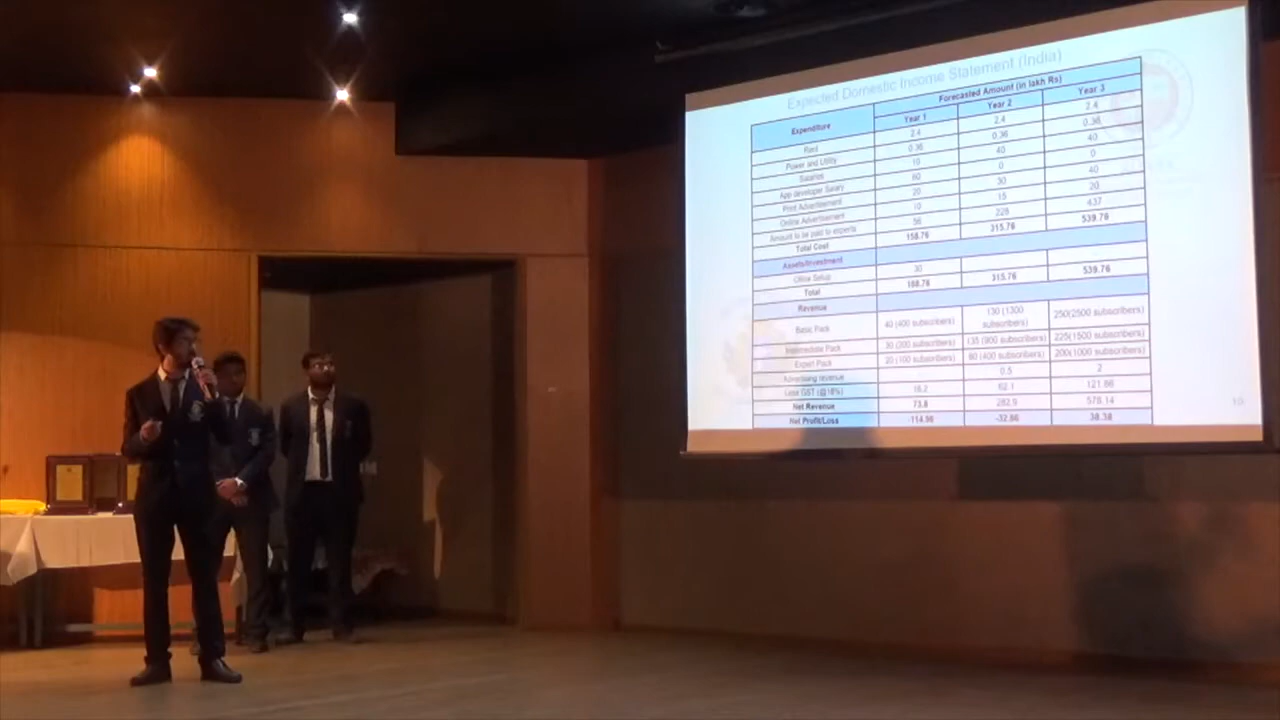 Expected Domestic Income Statement (India)
Expenditure Forecasted Amount (in lakh Rs)
Year 1 Year 2 Year 3
Rent 2.4 2.4 2.4
Power and Utility 0.36 0.36 0.36
Salaries 10 40 40
App developer Salary 60 0 0
Print Advertisement 20 30 40
Online Advertisement 10 15 20
Amount to be paid to experts 56 228 437
Total Cost 158.76 315.76 539.76
Assets/Investment
Office Setup 30
Total 188.76 315.76 539.76
Revenue
Basic Pack 40 (400 subscribers) 130 (1300 subscribers) 250(2500 subscribers)
Intermediate Pack 30 (200 subscribers) 135 (900 subscribers) 225(1500 subscribers)
Expert Pack 20 (100 subscribers) 80 (400 subscribers) 200(1000 subscribers)
Advertising revenue 0.5 2
Less GST (@18%) 16.2 62.1 121.86
Net Revenue 73.8 282.9 578.14
Net Profit/Loss -114.96 -32.86 38.38
10